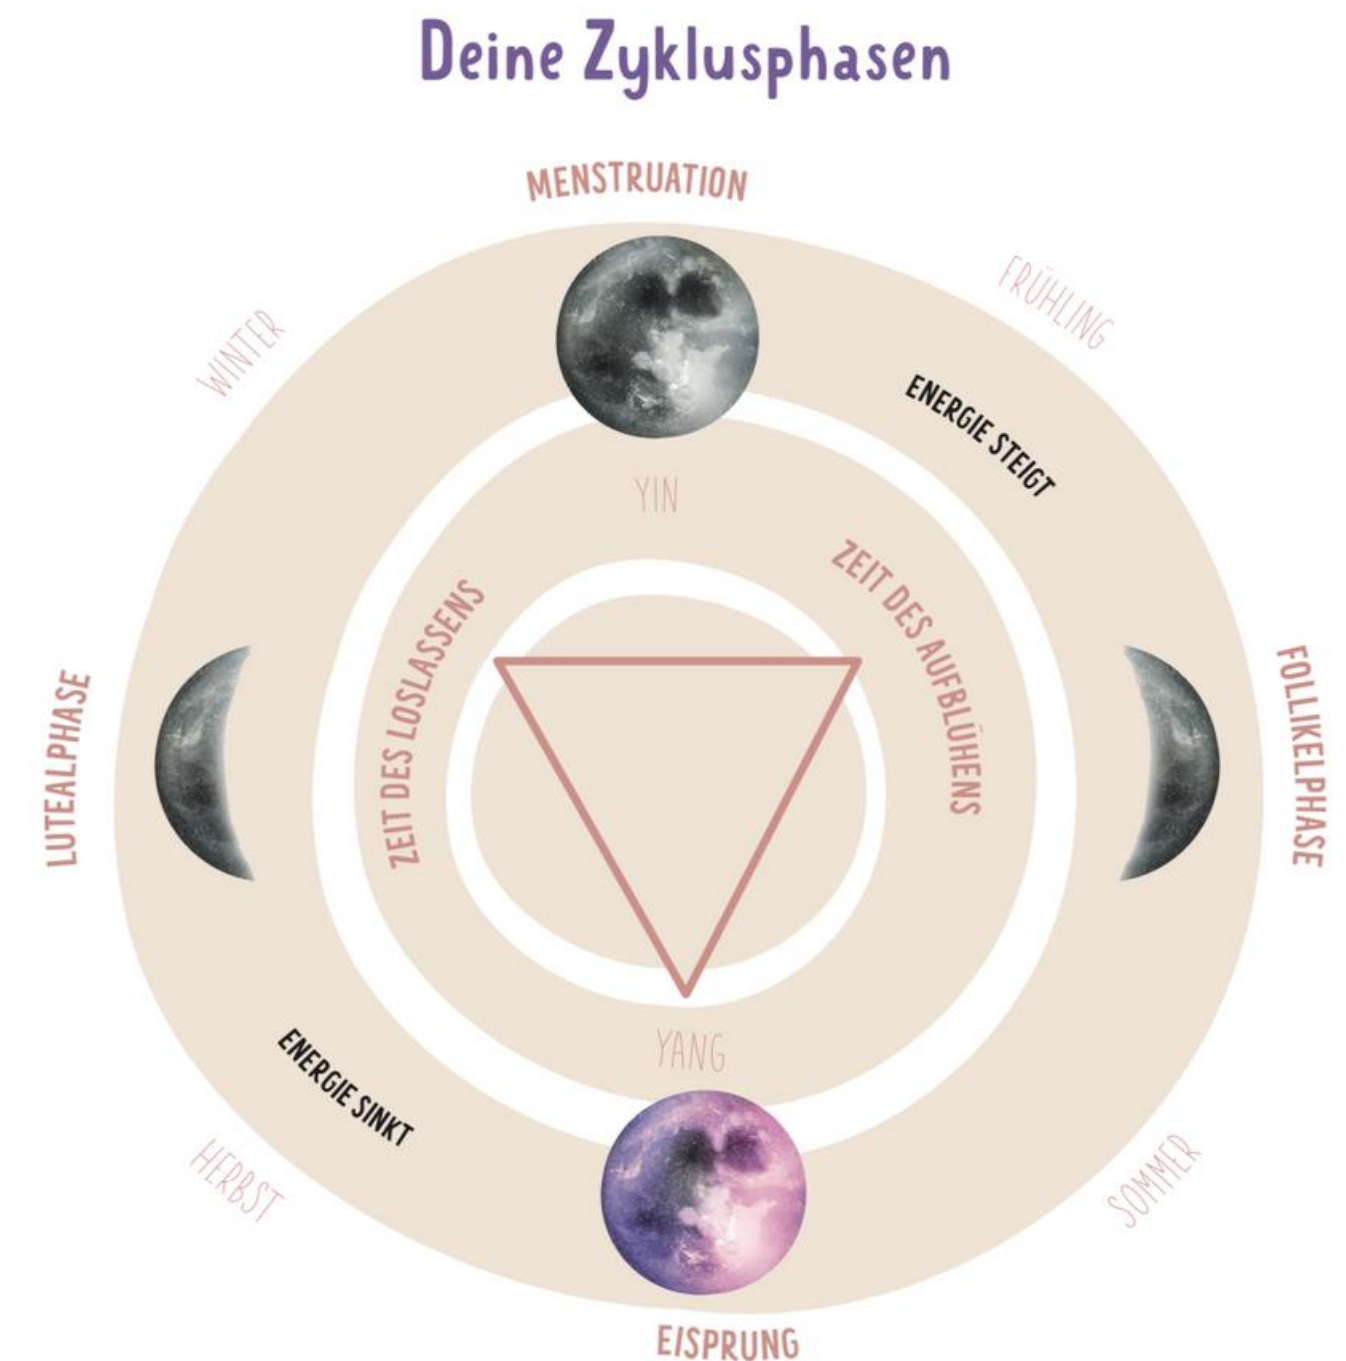 Deine Zyklusphasen
MENSTRUATION
FRÜHLING
WINTER
ENERGIE STEIGT
YIN
ZEIT DES AUFBLÜHENS
ZEIT DES LOSLASSENS
LUTEALPHASE
FOLLIKELPHASE
YANG
ENERGIE SINKT
HERBST
SOMMER
EISPRUNG